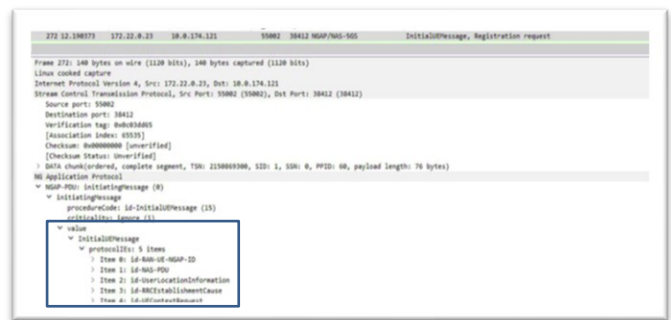 272 12.190373 172.22.0.23 10.0.174.121 55002 38412 NGAP/NAS-5GS InitialUEMessage, Registration request
Frame 272: 140 bytes on wire (1120 bits), 140 bytes captured (1120 bits)
Linux cooked capture
Internet Protocol Version 4, Src: 172.22.0.23, Dst: 10.0.174.121
Stream Control Transmission Protocol, Src Port: 55002 (55002), Dst Port: 38412 (38412)
Source port: 55002
Destination port: 38412
Verification tag: 0x0c03dd65
[Association index: 65535]
Checksum: 0x00000000 [unverified]
[Checksum Status: Unverified]
> DATA chunk(ordered, complete segment, TSN: 2150869300, SID: 1, SSN: 0, PPID: 60, payload length: 76 bytes)
NG Application Protocol
NGAP-PDU: initiatingMessage (0)
initiatingMessage
procedureCode: id-InitialUEMessage (15)
criticality: ignore (1)
value
InitialUEMessage
protocolIEs: 5 items
> Item 0: id-RAN-UE-NGAP-ID
> Item 1: id-NAS-PDU
> Item 2: id-UserLocationInformation
> Item 3: id-RRCEstablishmentCause
> Item 4: id-UEContextRequest